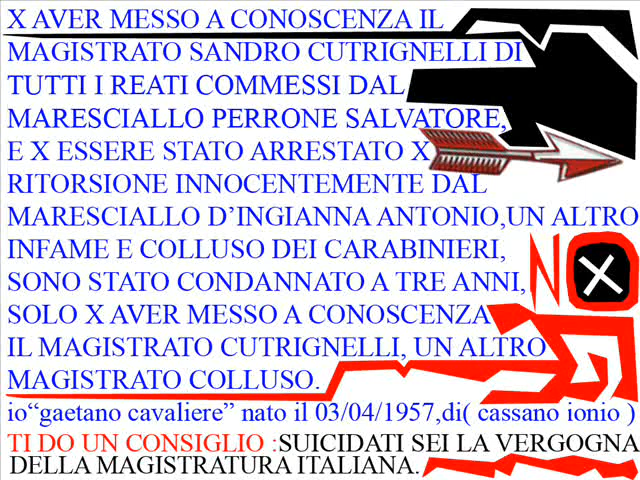 X AVER MESSO A CONOSCENZA IL
MAGISTRATO SANDRO CUTRIGNELLI DI
TUTTI I REATI COMMESSI DAL
MARESCIALLO PERRONE SALVATORE,
E X ESSERE STATO ARRESTATO X
RITORSIONE INNOCENTEMENTE DAL
MARESCIALLO D’INGIANNA ANTONIO,UN ALTRO
INFAME E COLLUSO DEI CARABINIERI,
SONO STATO CONDANNATO A TRE ANNI,
SOLO X AVER MESSO A CONOSCENZA
IL MAGISTRATO CUTRIGNELLI, UN ALTRO
MAGISTRATO COLLUSO.
NO X
io“gaetano cavaliere” nato il 03/04/1957,di( cassano ionio )
TI DO UN CONSIGLIO :SUICIDATI SEI LA VERGOGNA
DELLA MAGISTRATURA ITALIANA.